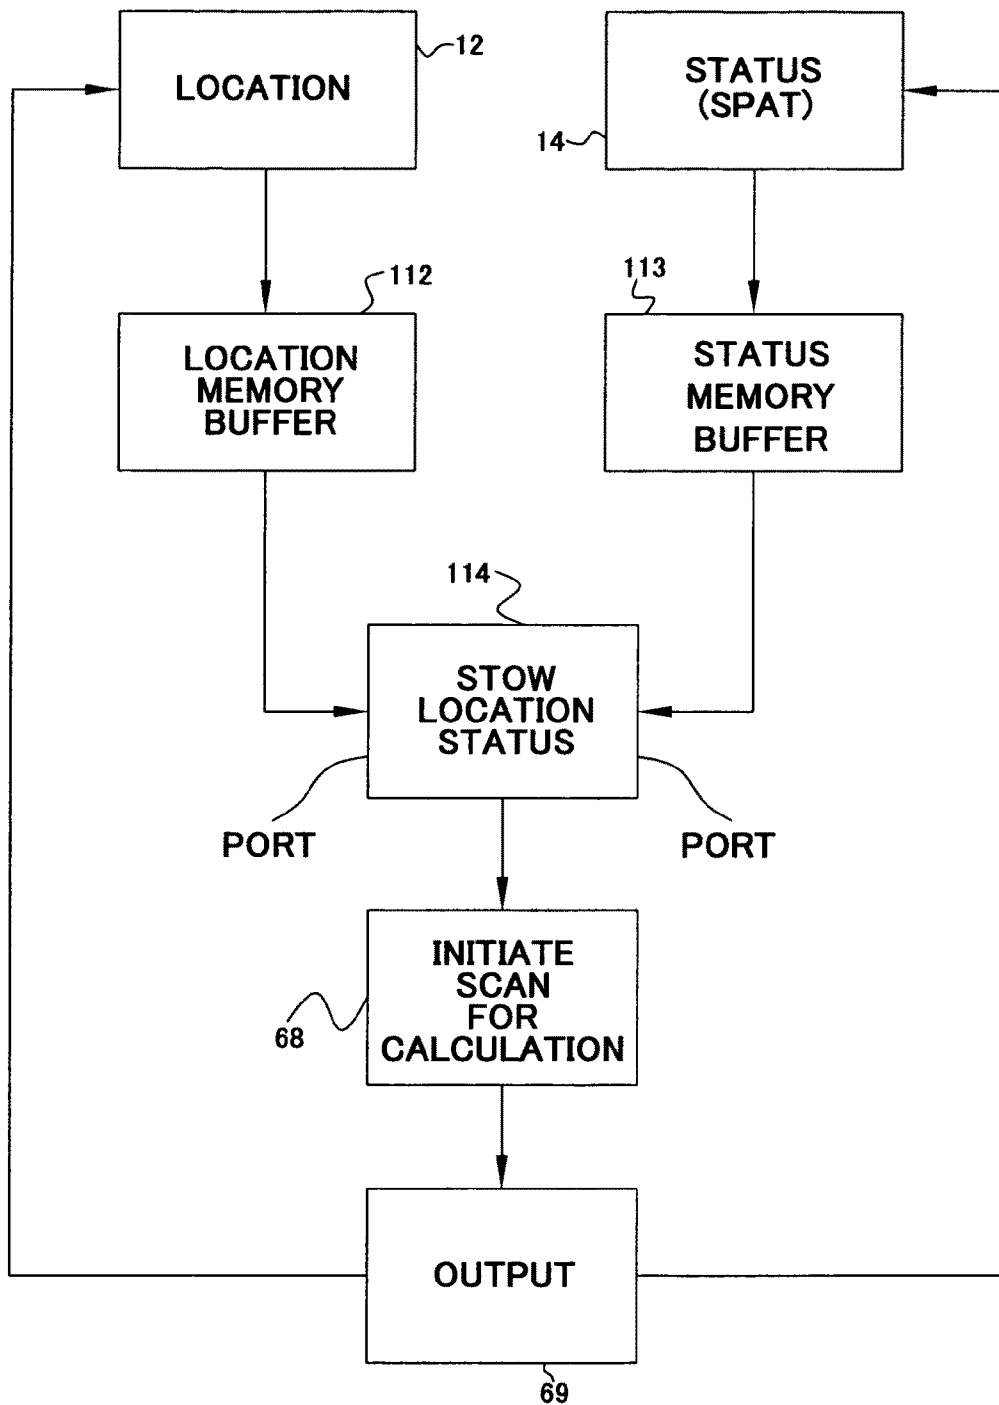 12
LOCATION
STATUS
(SPAT)
14
112
LOCATION
MEMORY
BUFFER
113
STATUS
MEMORY
BUFFER
114
STOW
LOCATION
STATUS
PORT
PORT
INITIATE
SCAN
FOR
CALCULATION
68
OUTPUT
69